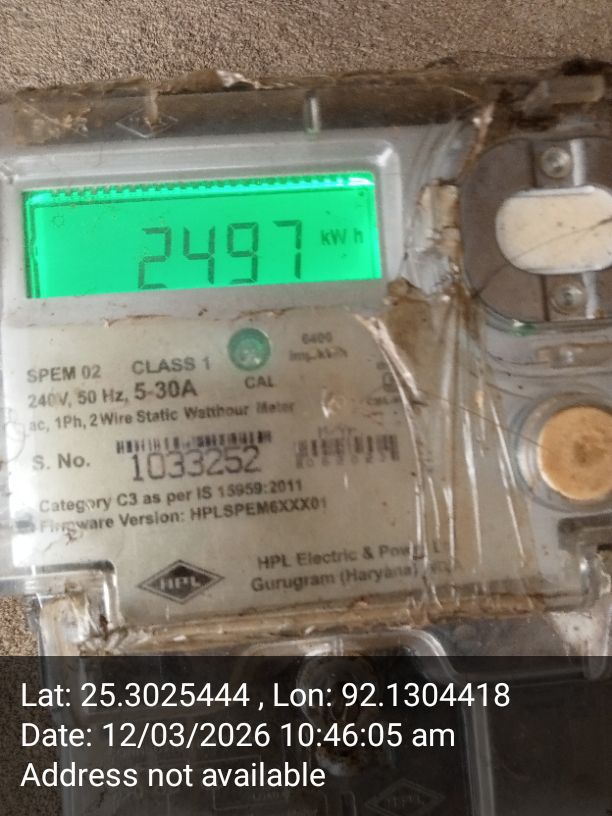 2497 kWh
SPEM 02 CLASS 1
6400
imp/kWh
CAL
240V, 50 Hz, 5-30A
ac, 1Ph, 2 Wire Static Watthour Meter
S. No. 1033252
Category C3 as per IS 15959:2011
Firmware Version: HPLSPEM6XXX01
HPL
HPL Electric &
Gurugram (Haryana)
Lat: 25.3025444 , Lon: 92.1304418
Date: 12/03/2026 10:46:05 am
Address not available